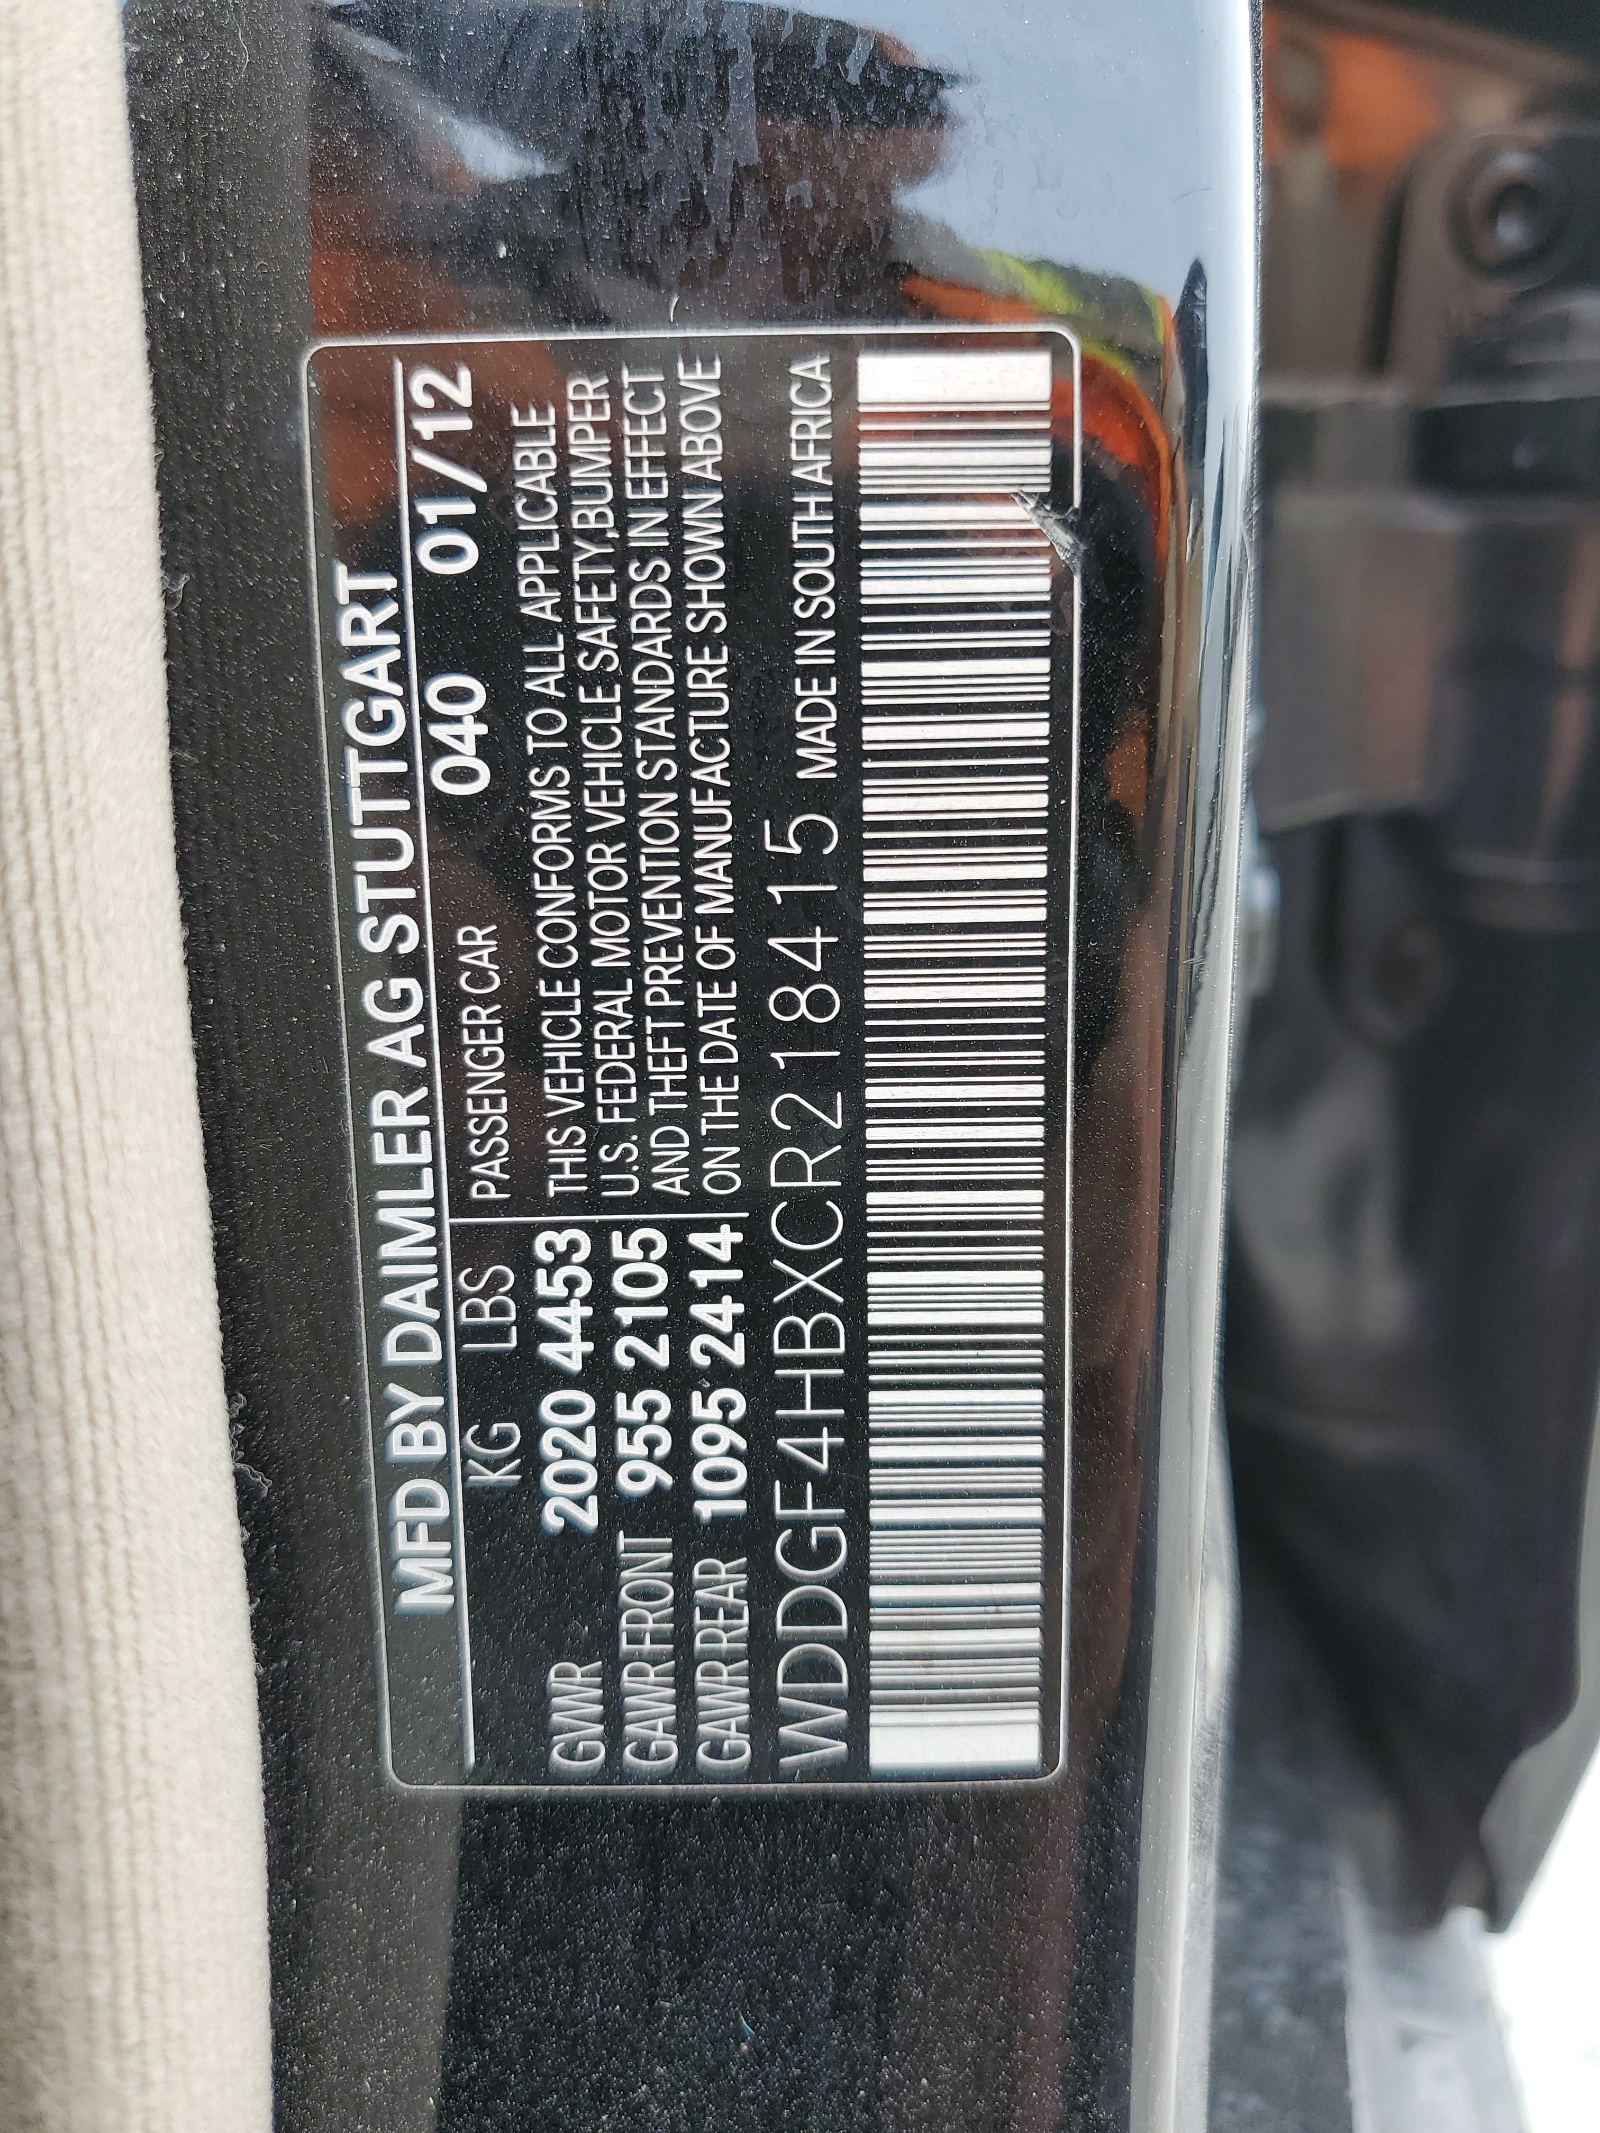 MFD BY DAIMLER AG STUTTGART
KG LBS PASSENGER CAR 040 01/12
GVWR 2020 4453 THIS VEHICLE CONFORMS TO ALL APPLICABLE
GAWR FRONT 955 2105 U.S. FEDERAL MOTOR VEHICLE SAFETY,BUMPER
GAWR REAR 1095 2414 AND THEFT PREVENTION STANDARDS IN EFFECT
ON THE DATE OF MANUFACTURE SHOWN ABOVE
WDDGF4HBXCR218415 MADE IN SOUTH AFRICA